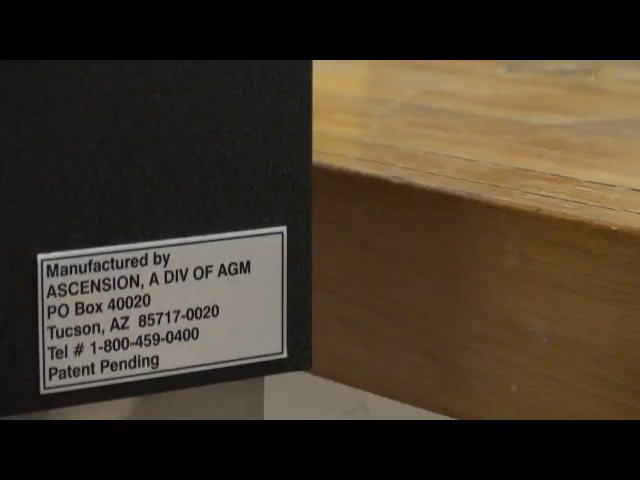 Manufactured by
ASCENSION, A DIV OF AGM
PO Box 40020
Tucson, AZ 85717-0020
Tel # 1-800-459-0400
Patent Pending